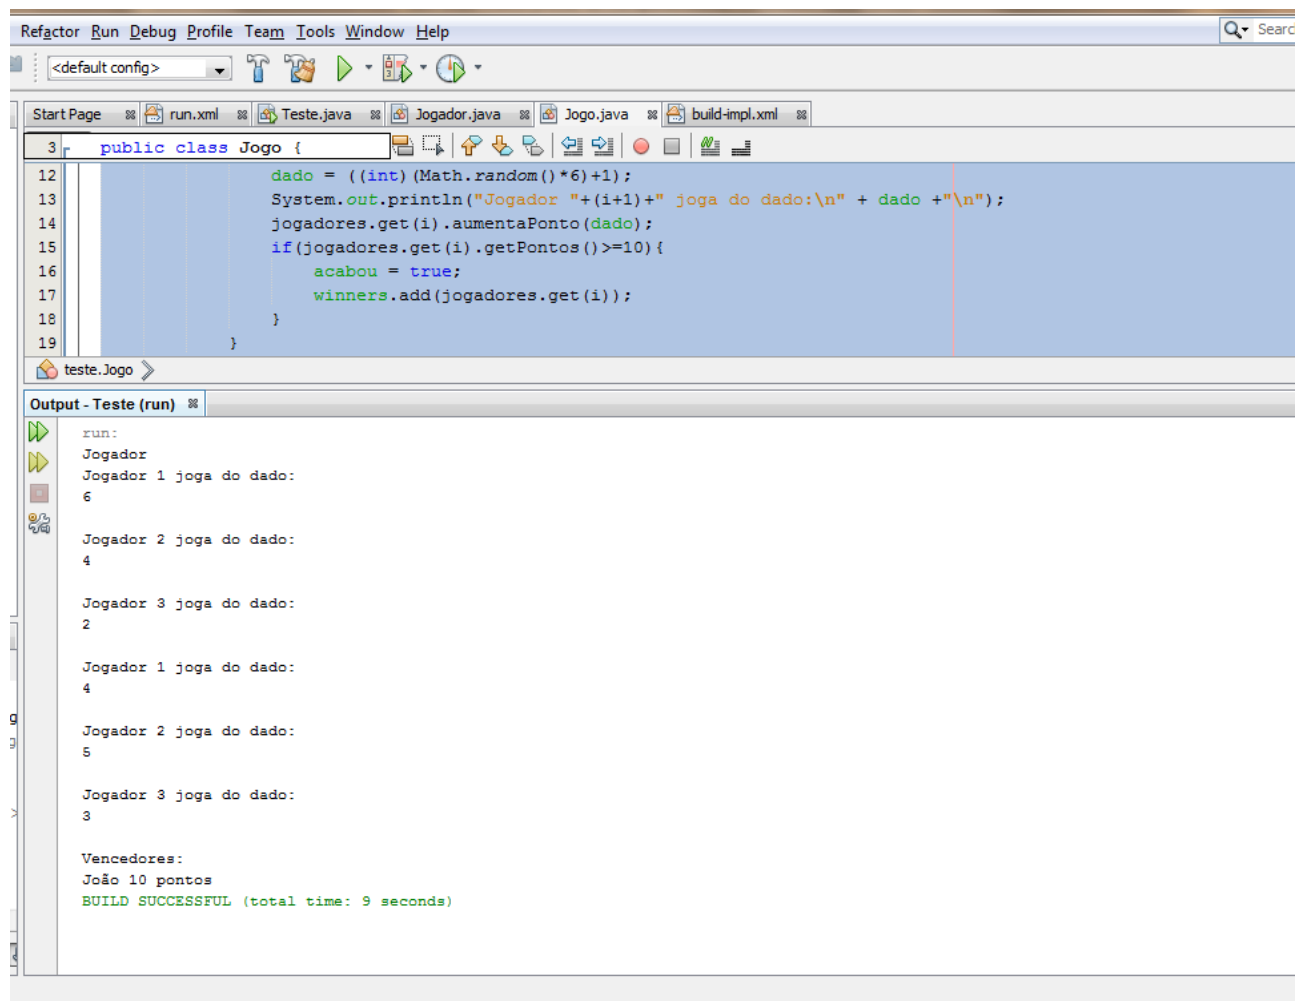 Refactor Run Debug Profile Team Tools Window Help
Search
<default config>
Start Page run.xml Teste.java Jogador.java Jogo.java build-impl.xml
3 public class Jogo {
12 dado = ((int)(Math.random()*6)+1);
13 System.out.println("Jogador "+(i+1)+" joga do dado:\n" + dado +"\n");
14 jogadores.get(i).aumentaPonto(dado);
15 if(jogadores.get(i).getPontos()>=10){
16 acabou = true;
17 winners.add(jogadores.get(i));
18 }
19 }
teste.Jogo
Output - Teste (run)
run:
Jogador
Jogador 1 joga do dado:
6
Jogador 2 joga do dado:
4
Jogador 3 joga do dado:
2
Jogador 1 joga do dado:
4
Jogador 2 joga do dado:
5
Jogador 3 joga do dado:
3
Vencedores:
João 10 pontos
BUILD SUCCESSFUL (total time: 9 seconds)